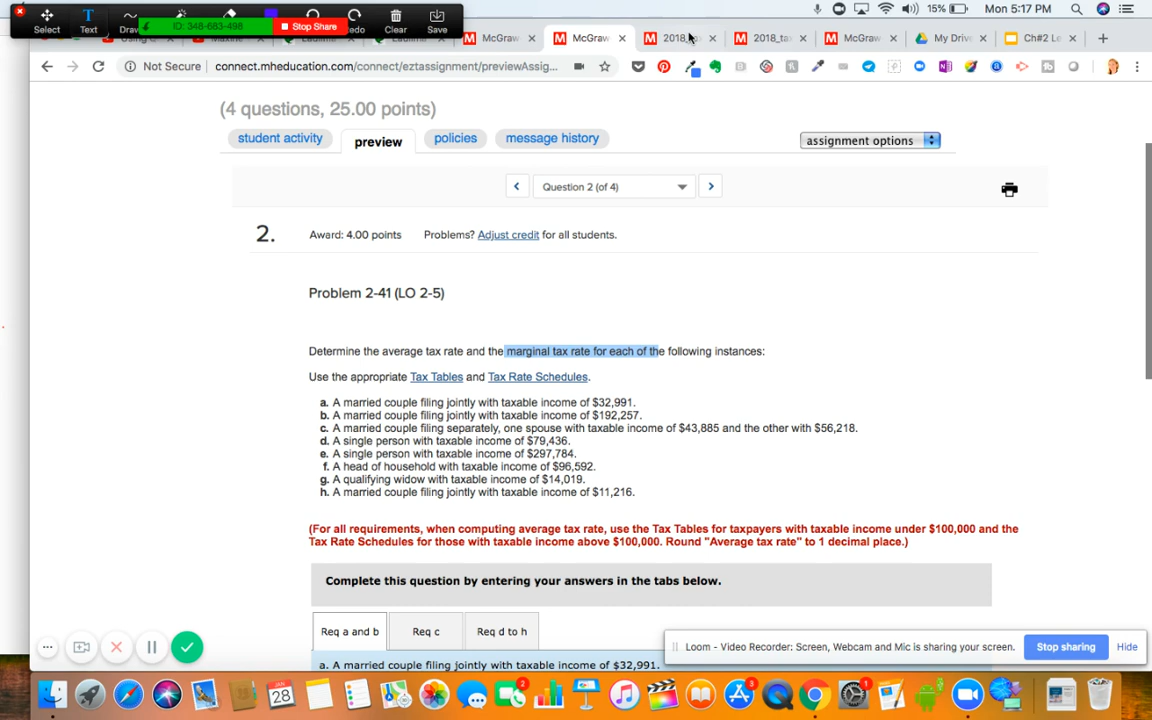 Select
Text
Draw
ID: 348-683-498
Stop Share
Clear
Save
15%
Mon 5:17 PM
McGraw
McGraw
2018_
2018_tax
McGraw
My Drive
Ch#2 Le
Not Secure
connect.mheducation.com/connect/eztassignment/previewAssig...
(4 questions, 25.00 points)
student activity
preview
policies
message history
assignment options
Question 2 (of 4)
2.
Award: 4.00 points
Problems? Adjust credit for all students.
Problem 2-41 (LO 2-5)
Determine the average tax rate and the marginal tax rate for each of the following instances:
Use the appropriate Tax Tables and Tax Rate Schedules.
a. A married couple filing jointly with taxable income of $32,991.
b. A married couple filing jointly with taxable income of $192,257.
c. A married couple filing separately, one spouse with taxable income of $43,885 and the other with $56,218.
d. A single person with taxable income of $79,436.
e. A single person with taxable income of $297,784.
f. A head of household with taxable income of $96,592.
g. A qualifying widow with taxable income of $14,019.
h. A married couple filing jointly with taxable income of $11,216.
(For all requirements, when computing average tax rate, use the Tax Tables for taxpayers with taxable income under $100,000 and the
Tax Rate Schedules for those with taxable income above $100,000. Round "Average tax rate" to 1 decimal place.)
Complete this question by entering your answers in the tabs below.
Req a and b
Req c
Req d to h
Loom - Video Recorder: Screen, Webcam and Mic is sharing your screen.
Stop sharing
Hide
a. A married couple filing jointly with taxable income of $32,991.
JAN
28
2
3
1